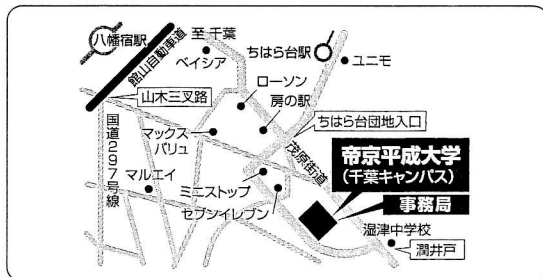 八幡宿駅
館山自動車道
至千葉
ベイシア
ちはら台駅
ユニモ
ローソン
山木三叉路
房の駅
ちはら台団地入口
国道297号線
マックス
バリュ
茂原街道
帝京平成大学
(千葉キャンパス)
マルエイ
ミニストップ
セブンイレブン
事務局
湿津中学校
潤井戸